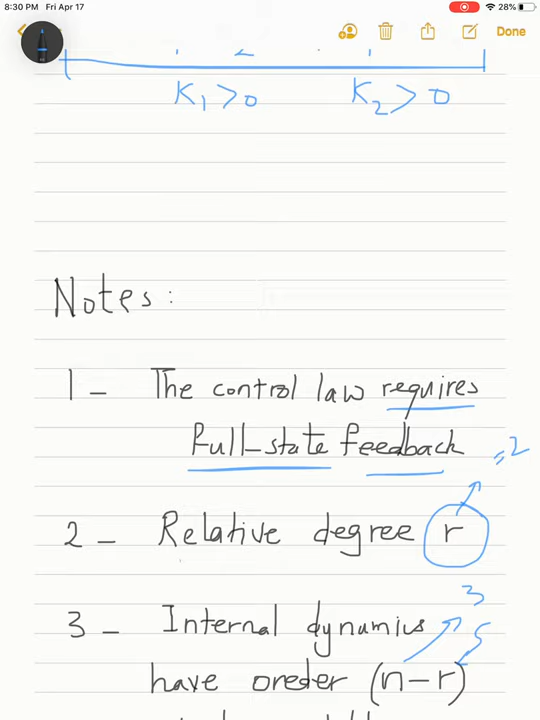 8:30 PM Fri Apr 17
28%
Done
K1 > 0 K2 > 0
Notes:
1 - The control law requires
Full-state feedback
= 2
2 - Relative degree r
3
3 - Internal dynamics
5
have oreder (n-r)